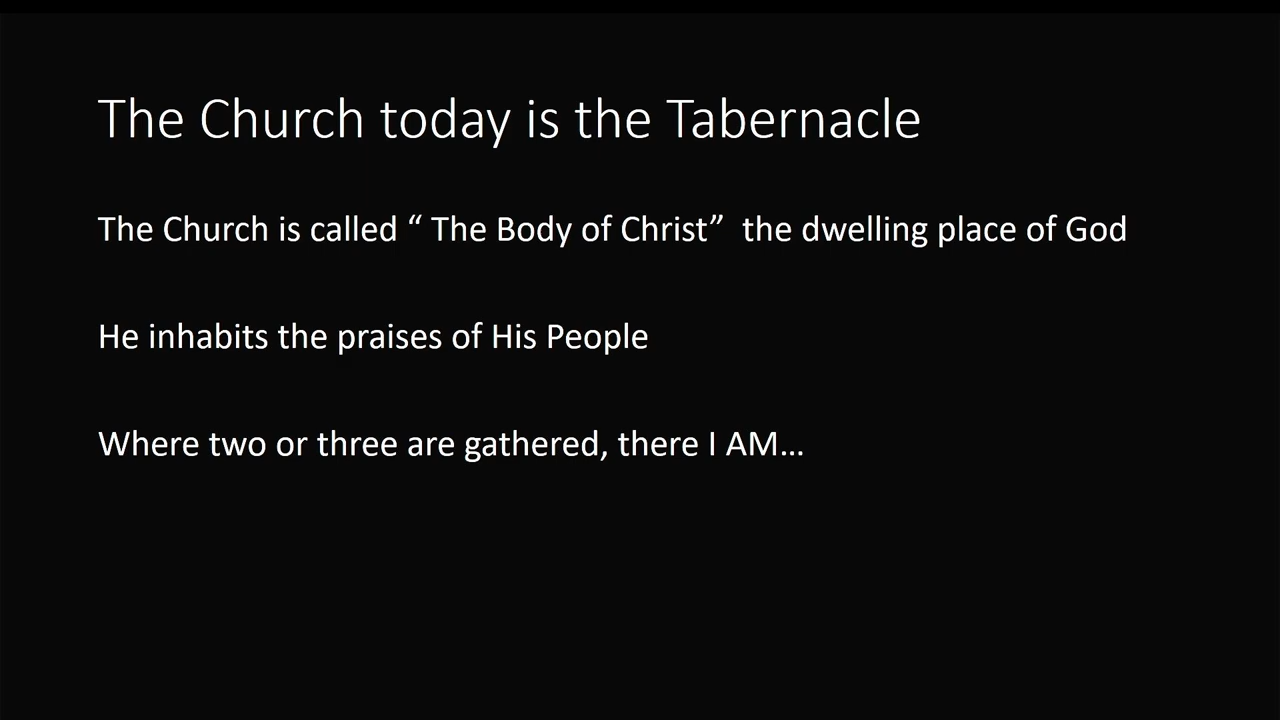 The Church today is the Tabernacle
The Church is called “ The Body of Christ”  the dwelling place of God
He inhabits the praises of His People
Where two or three are gathered, there I AM…